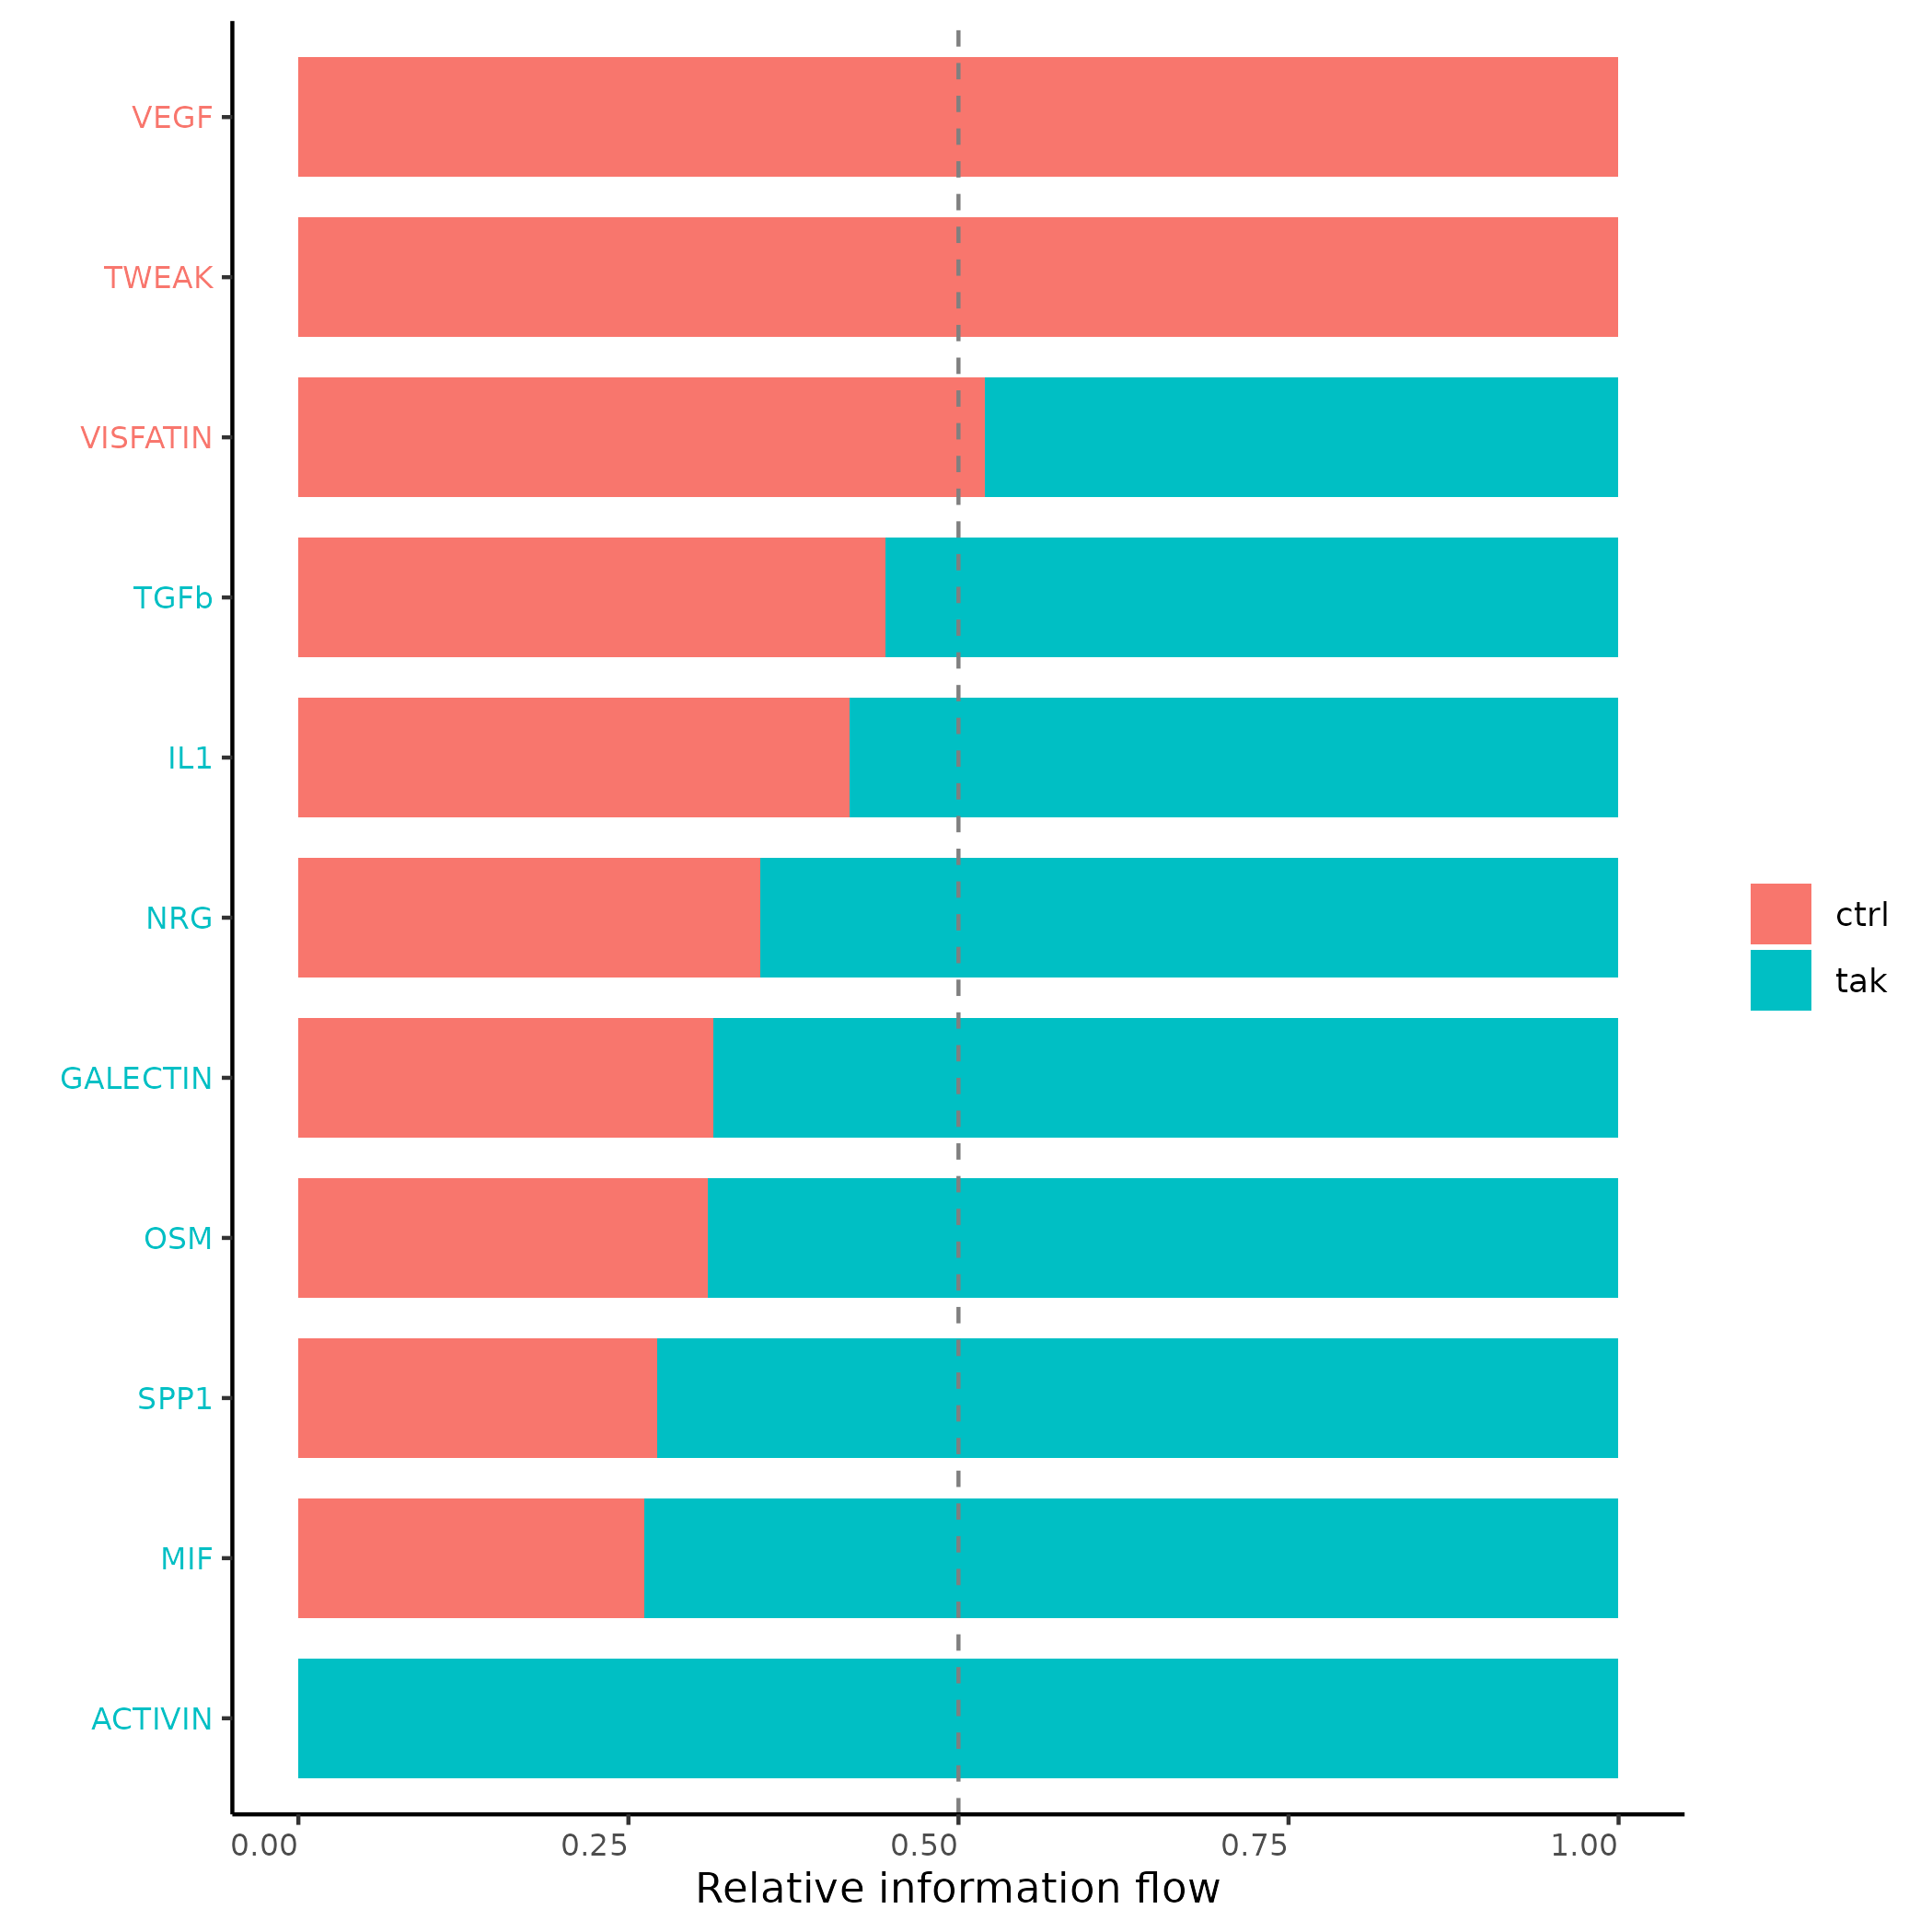 VEGF
TWEAK
VISFATIN
TGFb
IL1
NRG
GALECTIN
OSM
SPP1
MIF
ACTIVIN
0.00 0.25 0.50 0.75 1.00
Relative information flow
ctrl
tak